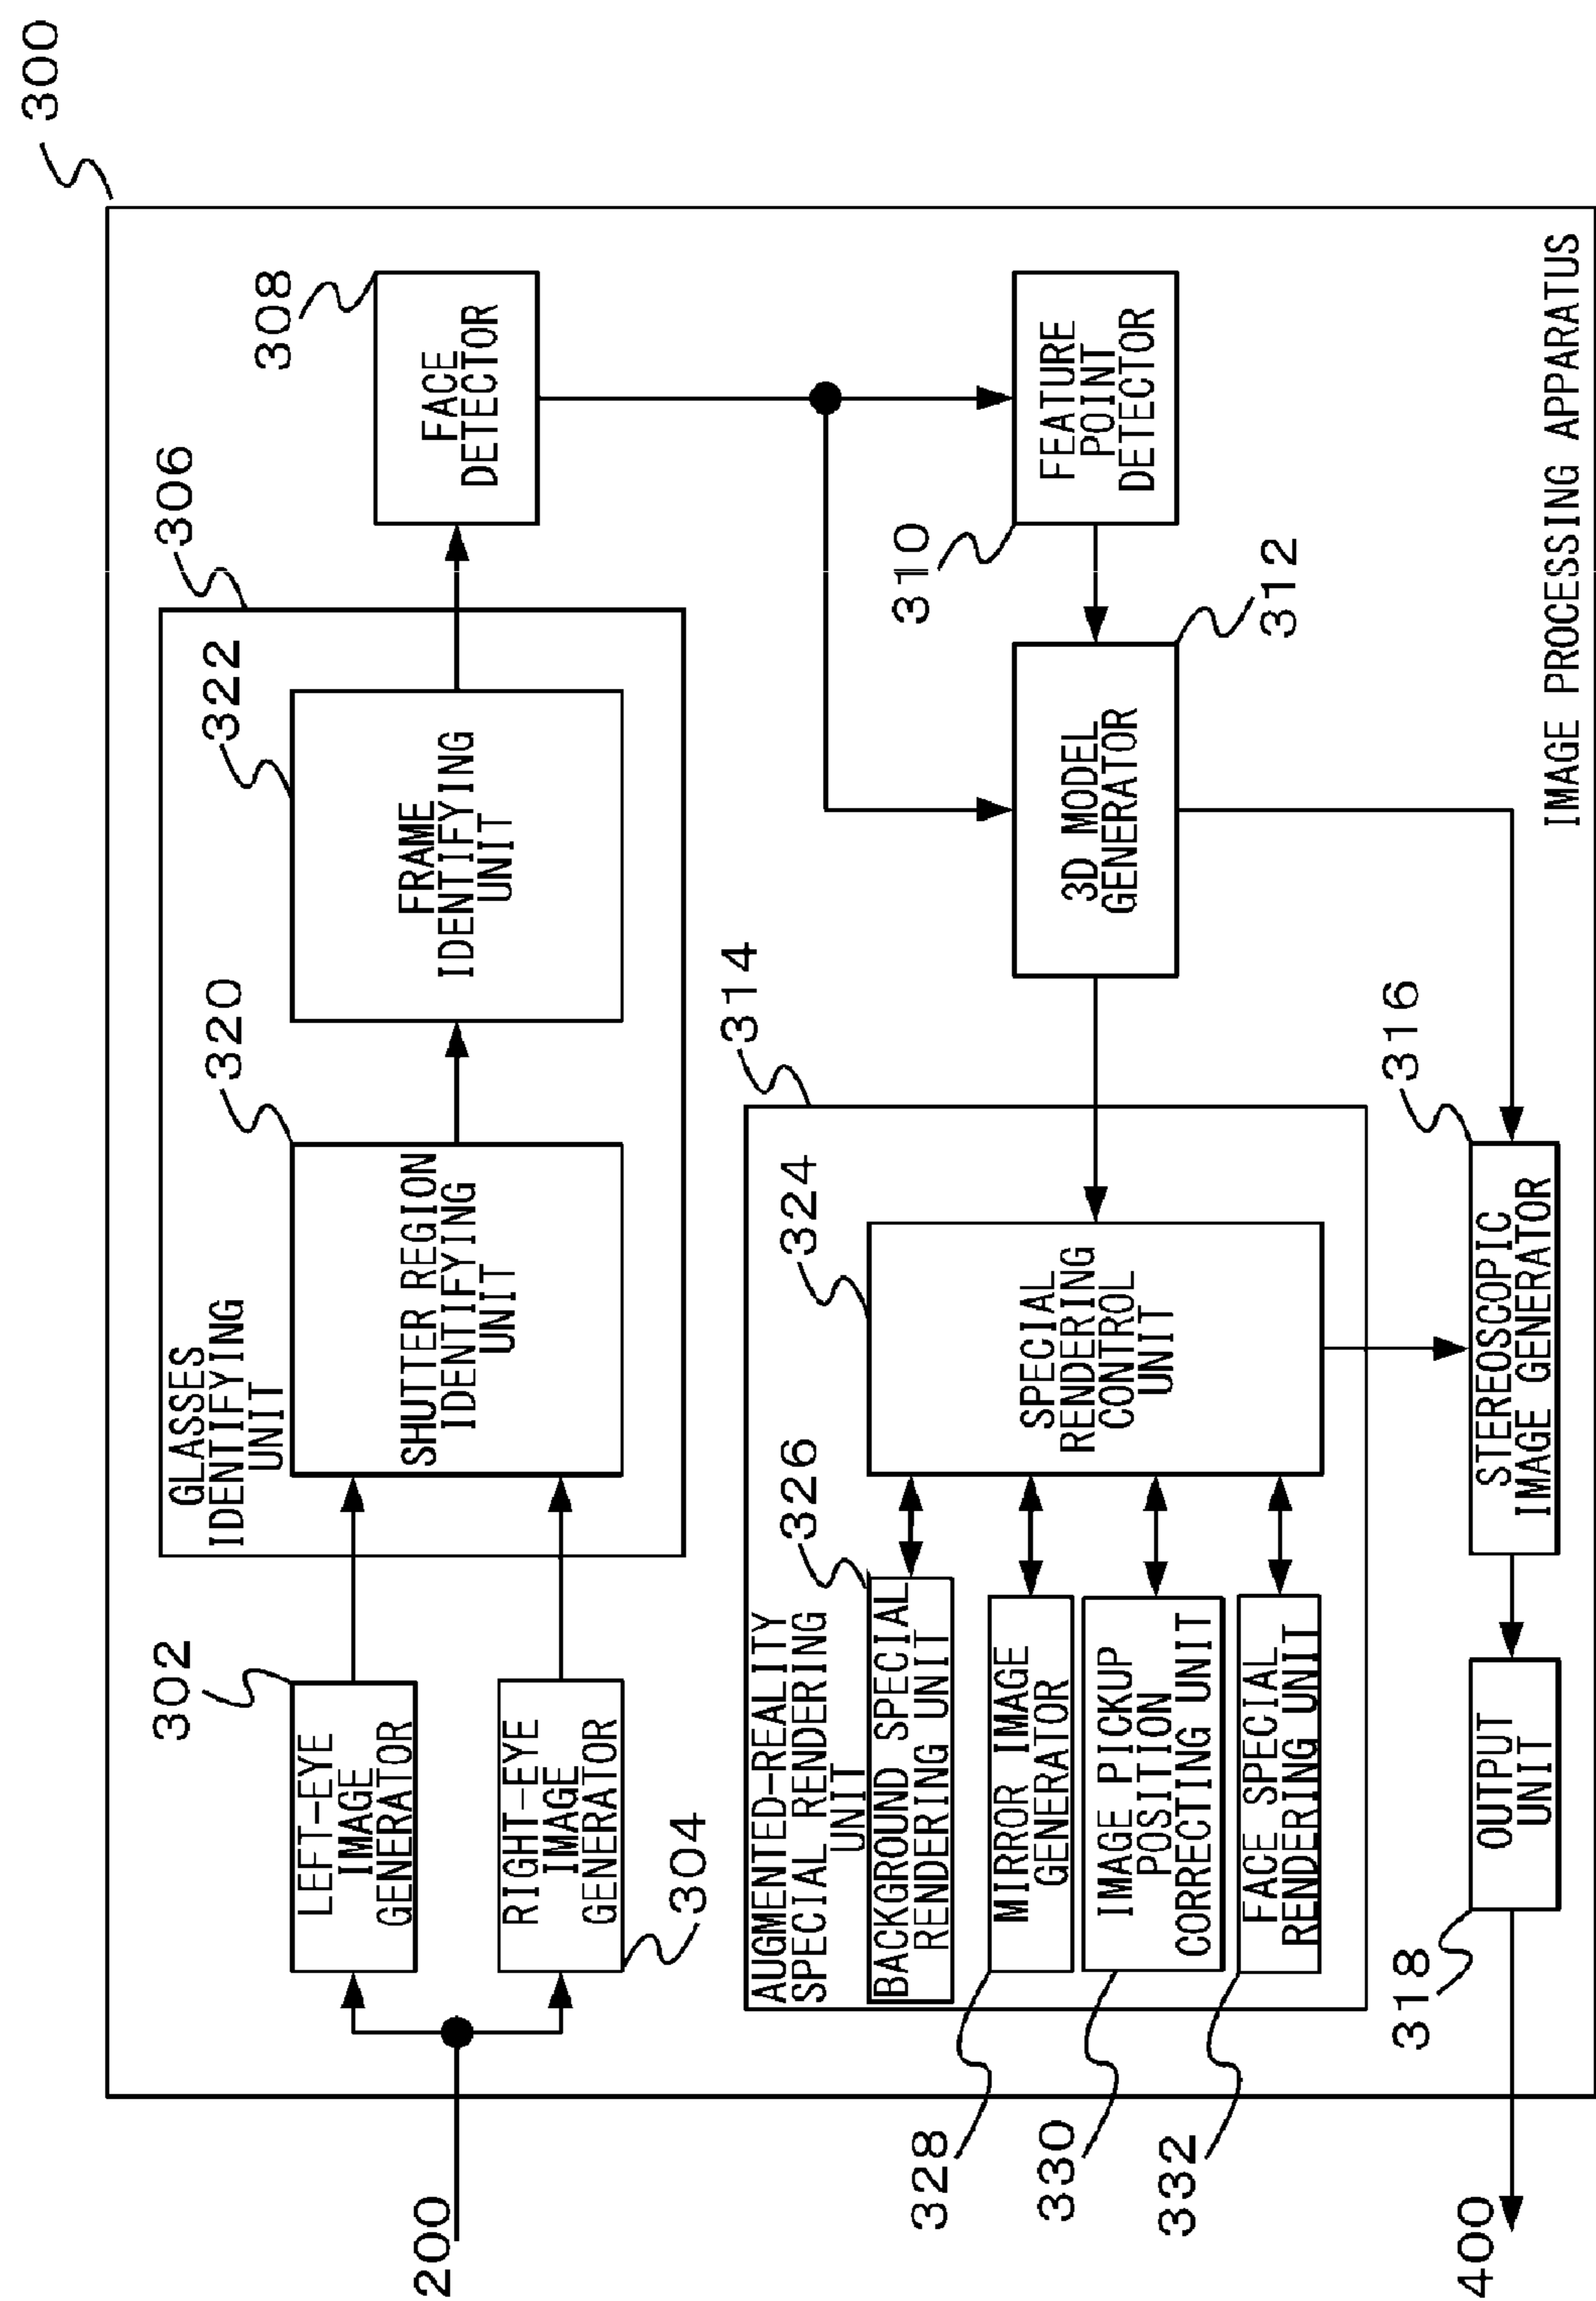 300
306
GLASSES
IDENTIFYING
UNIT
302
LEFT-EYE
IMAGE
GENERATOR
320
SHUTTER REGION
IDENTIFYING
UNIT
322
FRAME
IDENTIFYING
UNIT
308
FACE
DETECTOR
200
RIGHT-EYE
IMAGE
GENERATOR
304
314
AUGMENTED-REALITY
SPECIAL RENDERING
UNIT
326
BACKGROUND SPECIAL
RENDERING UNIT
324
SPECIAL
RENDERING
CONTROL
UNIT
310
FEATURE
POINT
DETECTOR
312
3D MODEL
GENERATOR
328
MIRROR IMAGE
GENERATOR
330
IMAGE PICKUP
POSITION
CORRECTING UNIT
332
FACE SPECIAL
RENDERING UNIT
316
STEREOSCOPIC
IMAGE GENERATOR
318
OUTPUT
UNIT
400
IMAGE PROCESSING APPARATUS